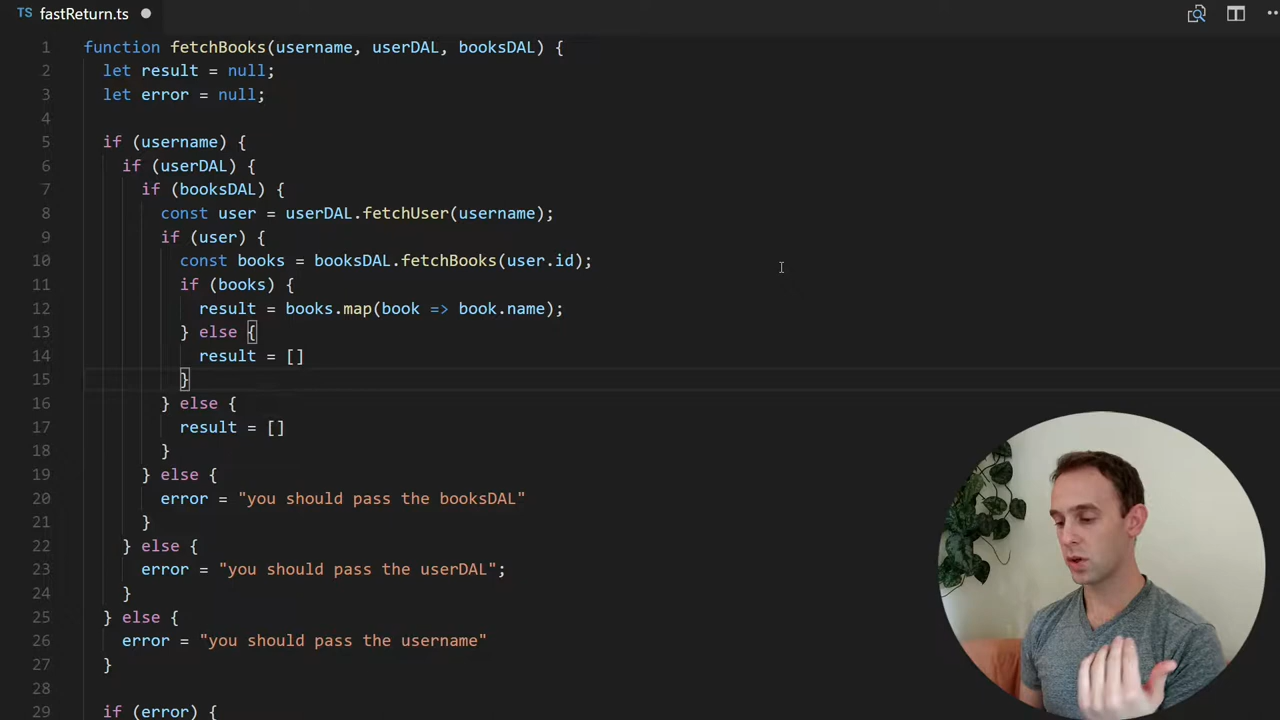 TS fastReturn.ts
1 function fetchBooks(username, userDAL, booksDAL) {
2 let result = null;
3 let error = null;
4
5 if (username) {
6 if (userDAL) {
7 if (booksDAL) {
8 const user = userDAL.fetchUser(username);
9 if (user) {
10 const books = booksDAL.fetchBooks(user.id);
11 if (books) {
12 result = books.map(book => book.name);
13 } else {
14 result = []
15 }
16 } else {
17 result = []
18 }
19 } else {
20 error = "you should pass the booksDAL"
21 }
22 } else {
23 error = "you should pass the userDAL";
24 }
25 } else {
26 error = "you should pass the username"
27 }
28
29 if (error) {